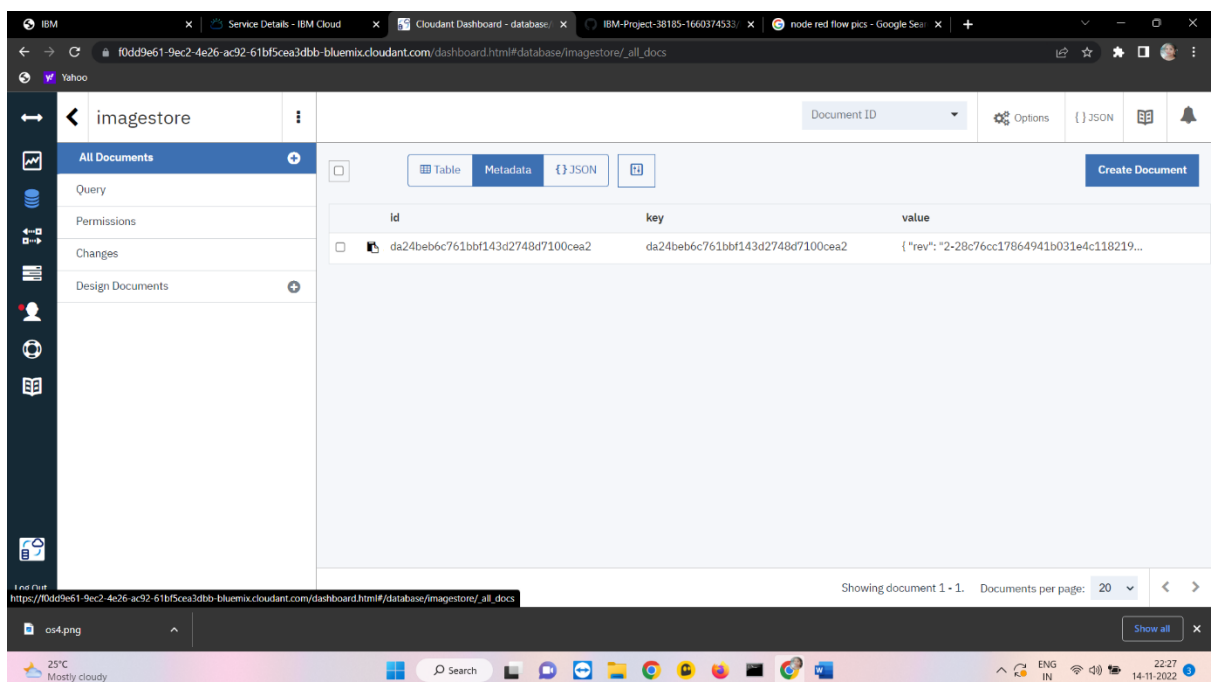 IBM
Service Details - IBM Cloud
Cloudant Dashboard - database/
IBM-Project-38185-1660374533/
node red flow pics - Google Sear
f0dd9e61-9ec2-4e26-ac92-61bf5cea3dbb-bluemix.cloudant.com/dashboard.html#database/imagestore/_all_docs
Yahoo
imagestore
Document ID
Options
{ } JSON
All Documents
Table
Metadata
{ } JSON
Create Document
Query
Permissions
Changes
Design Documents
id key value
da24beb6c761bbf143d2748d7100cea2 da24beb6c761bbf143d2748d7100cea2 { "rev": "2-28c76cc17864941b031e4c118219...
Showing document 1 - 1. Documents per page: 20
Log Out
https://f0dd9e61-9ec2-4e26-ac92-61bf5cea3dbb-bluemix.cloudant.com/dashboard.html#/database/imagestore/_all_docs
os4.png
Show all
25°C
Mostly cloudy
Search
ENG
IN
22:27
14-11-2022
3